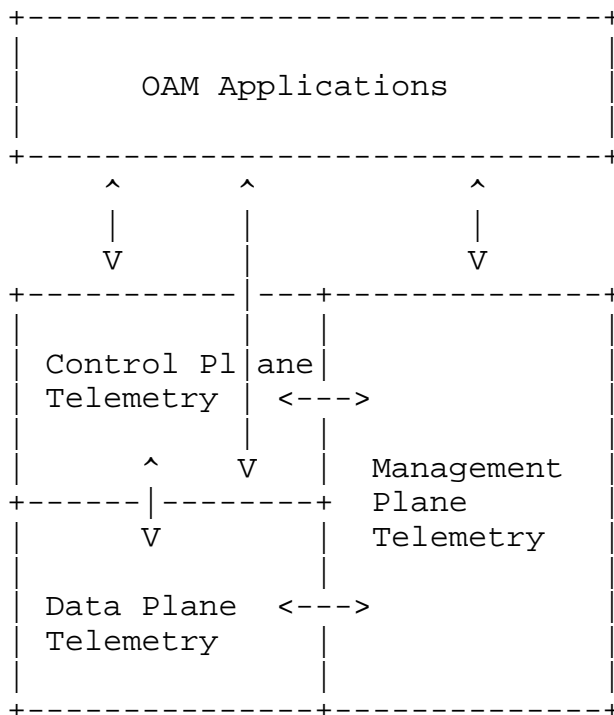 OAM Applications
Control Plane
Telemetry <--->
Management
Plane
Telemetry
Data Plane <--->
Telemetry